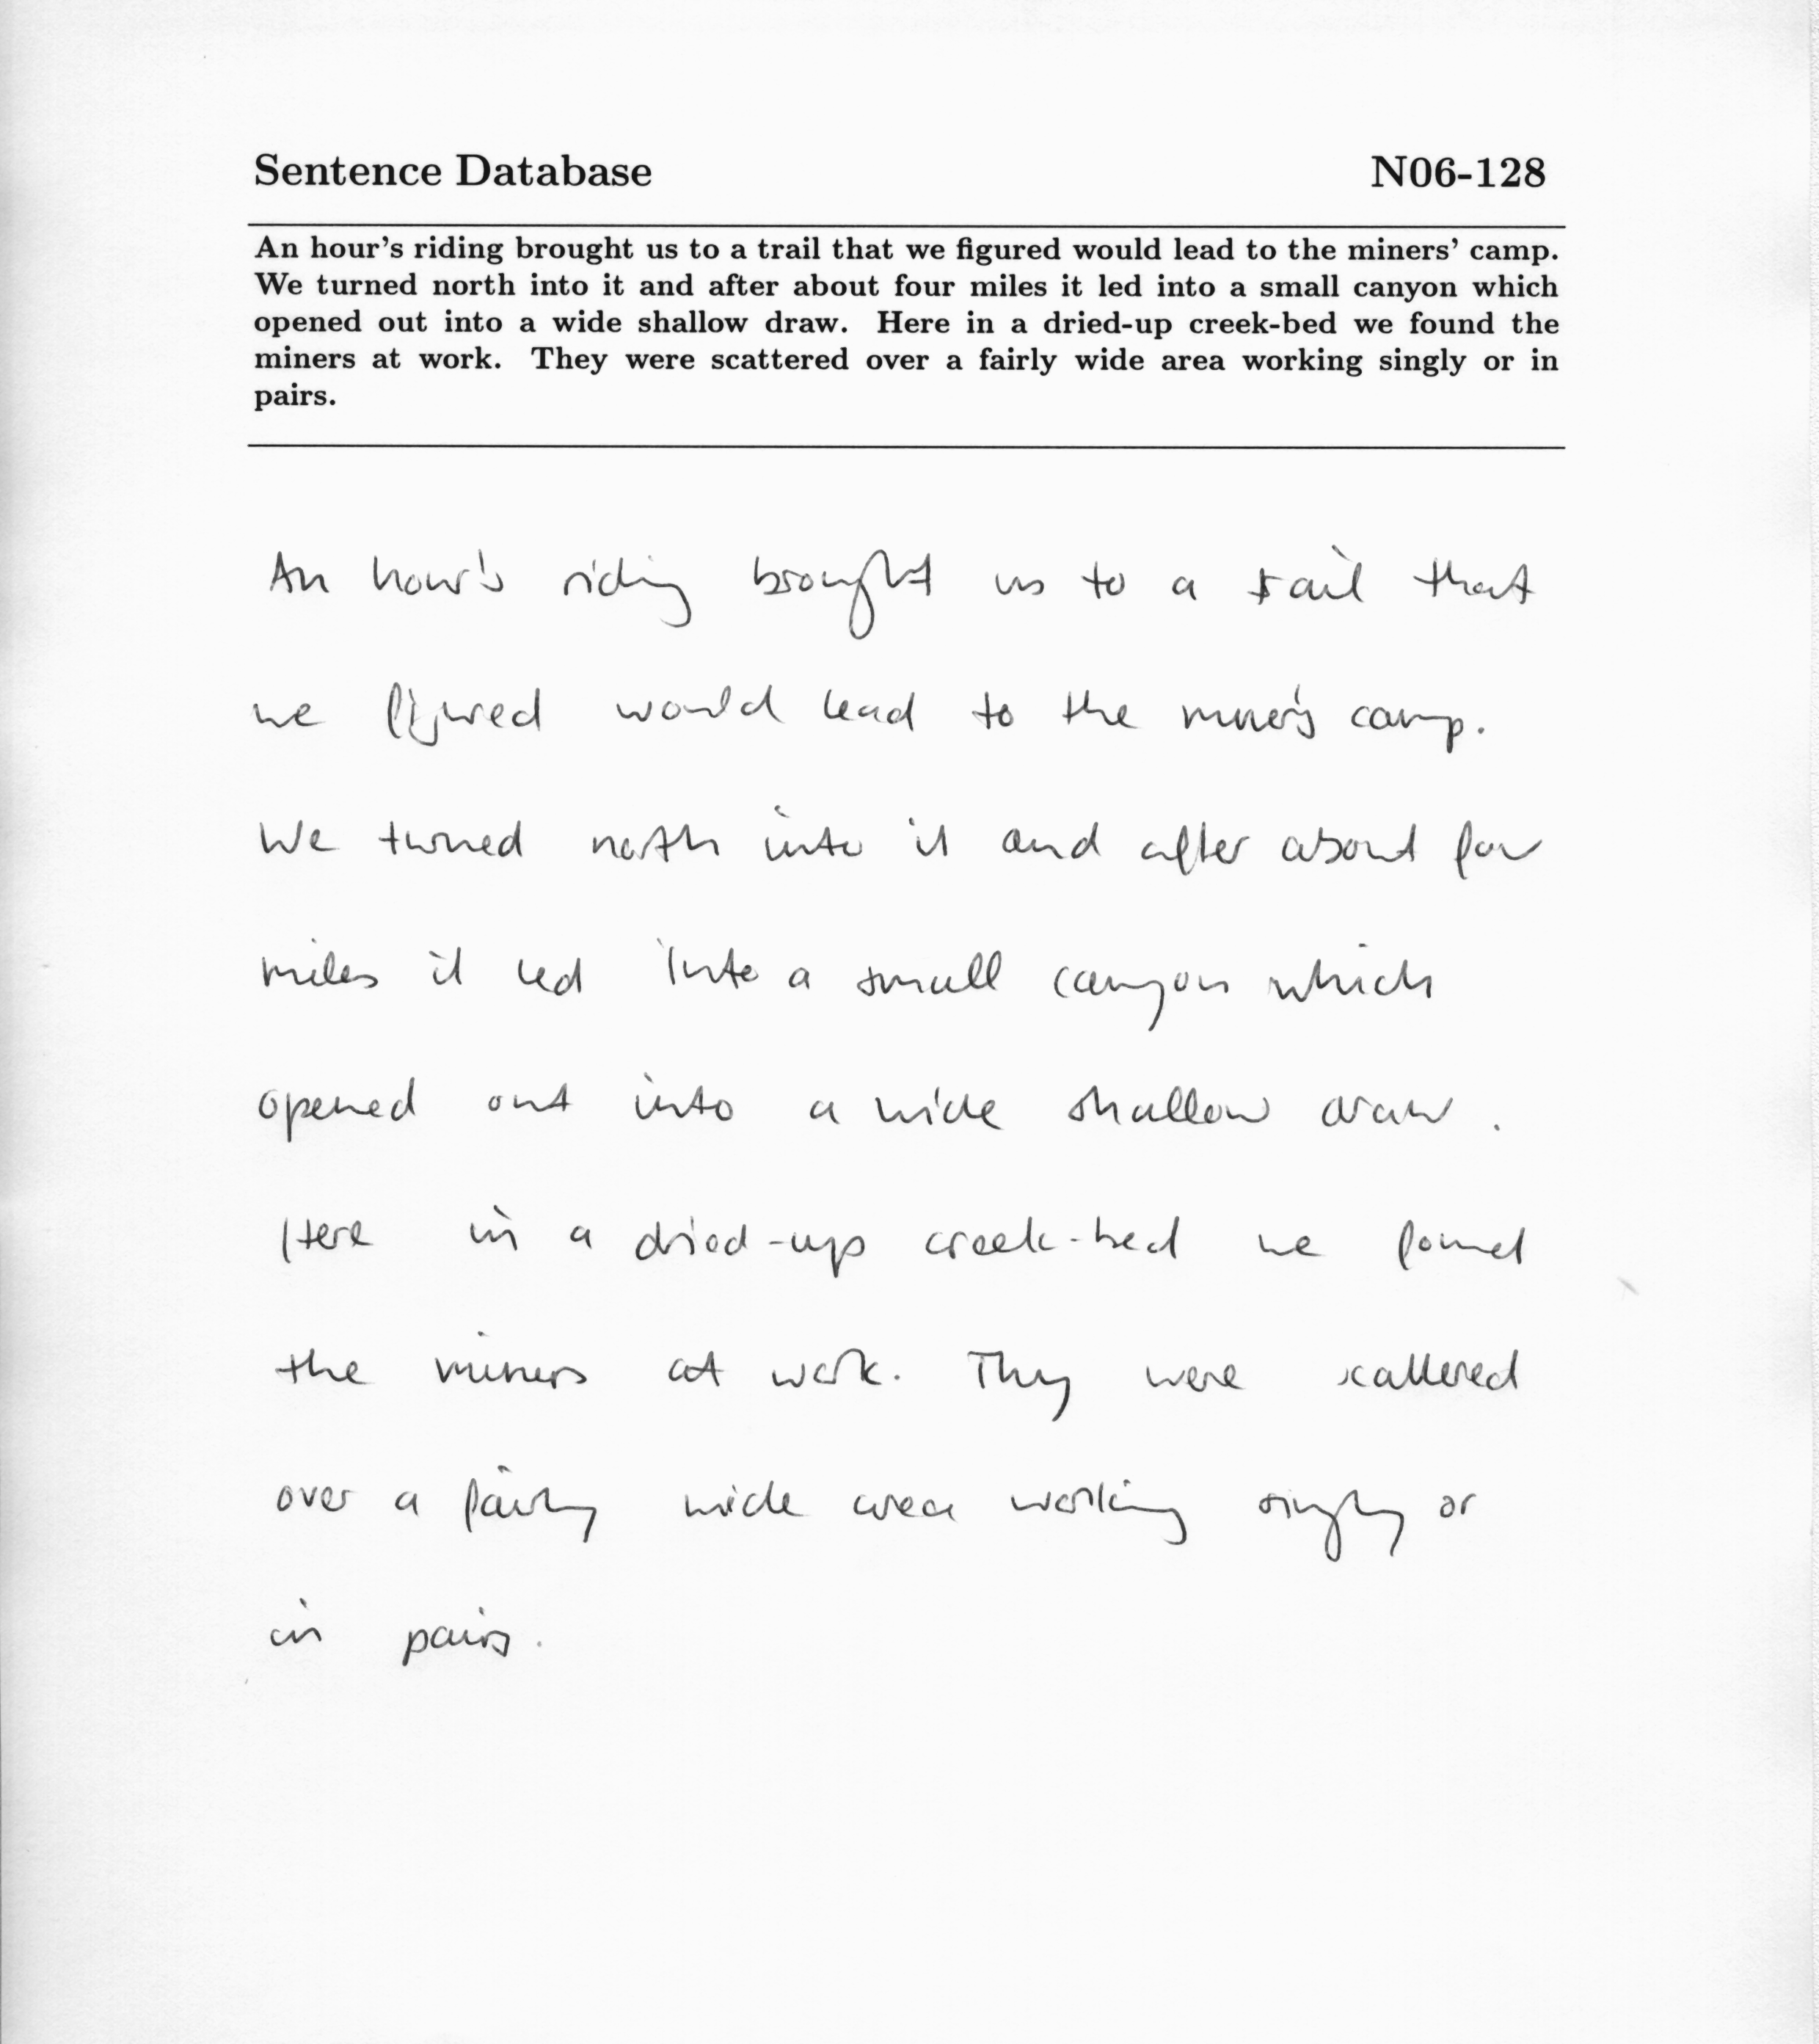 Sentence Database N06-128
An hour's riding brought us to a trail that we figured would lead to the miners' camp.
We turned north into it and after about four miles it led into a small canyon which
opened out into a wide shallow draw. Here in a dried-up creek-bed we found the
miners at work. They were scattered over a fairly wide area working singly or in
pairs.
An hour's riding brought us to a trail that
we figured would lead to the miner's camp.
We turned north into it and after about four
miles it led into a small canyon which
opened out into a wide shallow draw.
Here in a dried-up creek-bed we found
the miners at work. They were scattered
over a fairly wide area working singly or
in pairs.